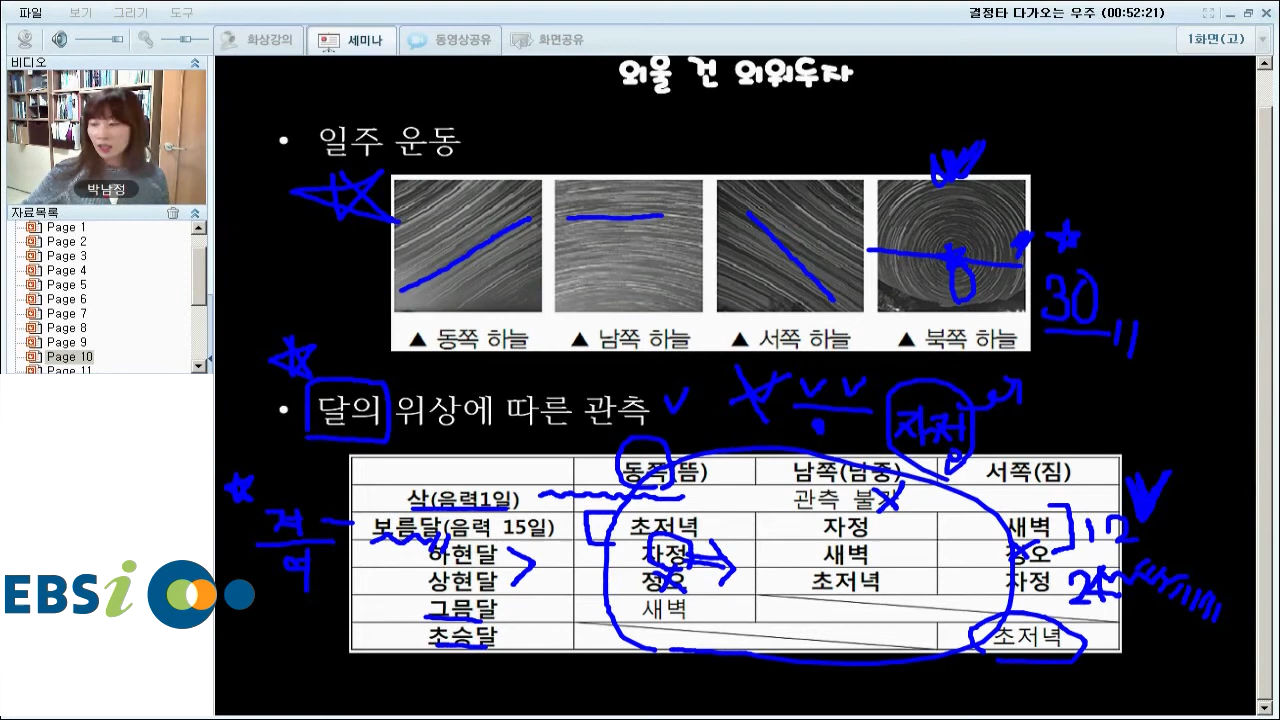 파일 보기 그리기 도구 결정타 다가오는 우주 (00:52:21)
화상강의 세미나 동영상공유 화면공유 1화면(고)
비디오
박남정
자료목록
Page 1
Page 2
Page 3
Page 4
Page 5
Page 6
Page 7
Page 8
Page 9
Page 10
Page 11
EBSi
외울 건 외워두자
• 일주 운동
▲ 동쪽 하늘 ▲ 남쪽 하늘 ▲ 서쪽 하늘 ▲ 북쪽 하늘
30
• 달의 위상에 따른 관측
자정
동쪽(뜸) 남쪽(남중) 서쪽(짐)
삭(음력1일) 관측 불가
보름달(음력 15일) 초저녁 자정 새벽
하현달 자정 새벽 정오
상현달 정오 초저녁 자정
그믐달 새벽
초승달 초저녁
12